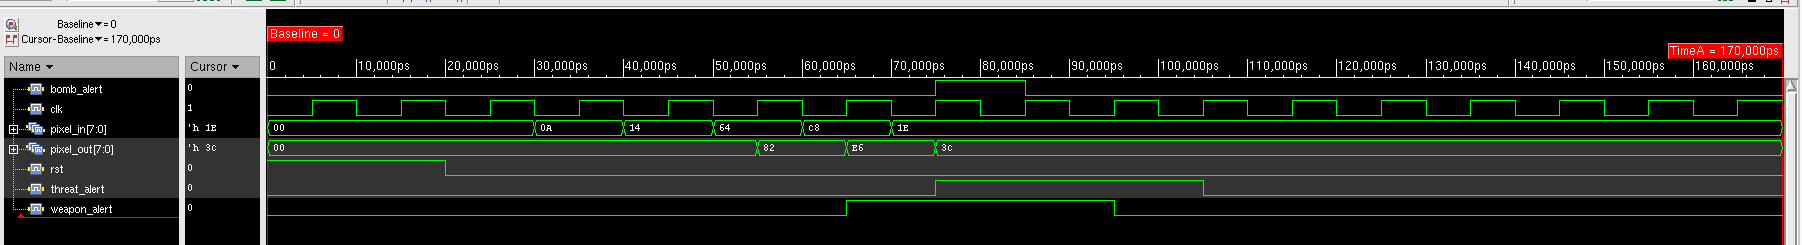 Baseline▼= 0
Cursor-Baseline▼= 170,000ps
Baseline = 0
TimeA = 170,000ps
Name▼ Cursor▼ 0 10,000ps 20,000ps 30,000ps 40,000ps 50,000ps 60,000ps 70,000ps 80,000ps 90,000ps 100,000ps 110,000ps 120,000ps 130,000ps 140,000ps 150,000ps 160,000ps
bomb_alert 0
clk 1
pixel_in[7:0] 'h 1E 00 0A 14 64 C8 1E
pixel_out[7:0] 'h 3C 00 82 E6 3C
rst 0
threat_alert 0
weapon_alert 0